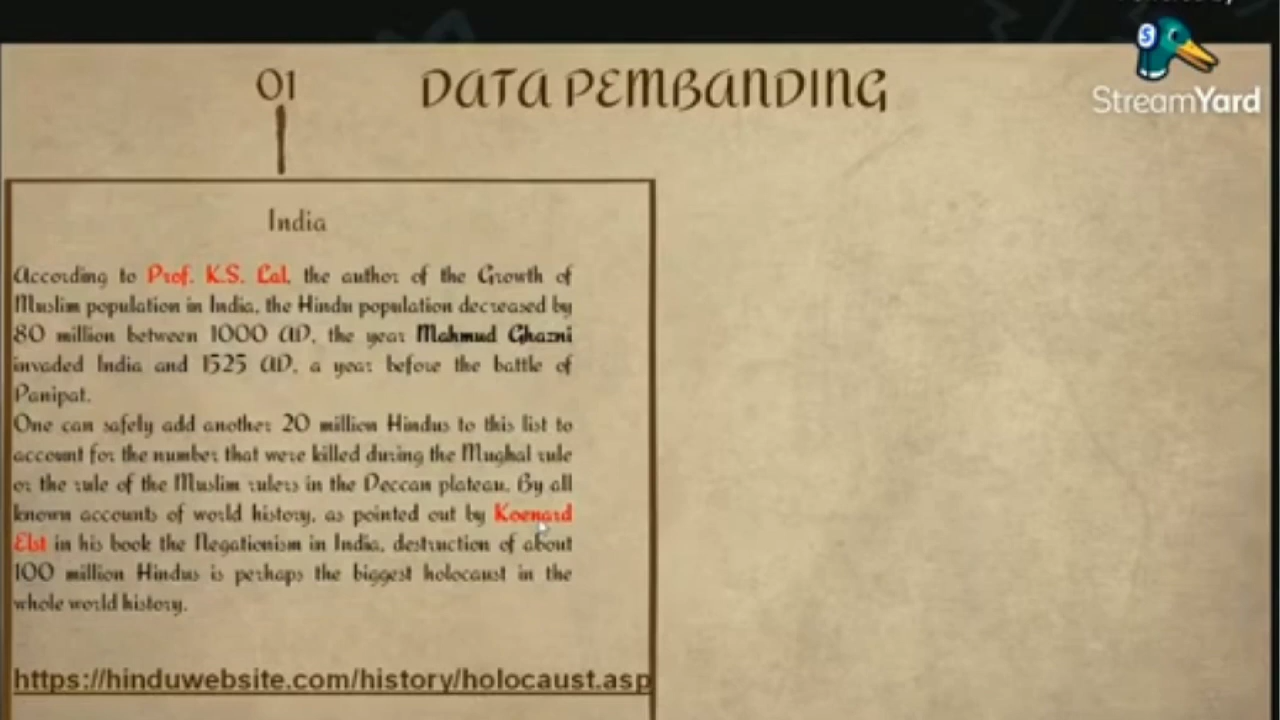 StreamYard
01
DATA PEMBANDING
India
According to Prof. K.S. Lal, the author of the Growth of
Muslim population in India, the Hindu population decreased by
80 million between 1000 AD, the year Mahmud Ghazni
invaded India and 1525 AD, a year before the battle of
Panipat.
One can safely add another 20 million Hindus to this list to
account for the number that were killed during the Mughal rule
or the rule of the Muslim rulers in the Deccan plateau. By all
known accounts of world history, as pointed out by Koenard
Elst in his book the Negationism in India, destruction of about
100 million Hindus is perhaps the biggest holocaust in the
whole world history.
https://hinduwebsite.com/history/holocaust.asp